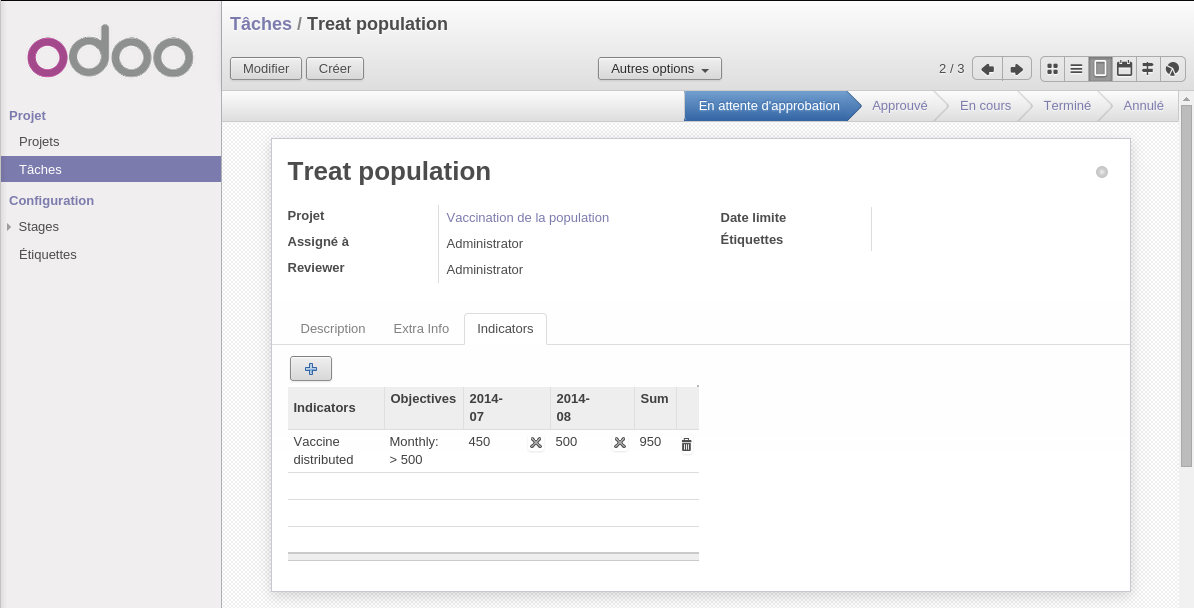 odoo
Projet
Projets
Tâches
Configuration
Stages
Étiquettes
Tâches / Treat population
Modifier Créer Autres options 2 / 3
En attente d'approbation Approuvé En cours Terminé Annulé
Treat population
Projet Vaccination de la population
Assigné à Administrator
Reviewer Administrator
Date limite
Étiquettes
Description Extra Info Indicators
Indicators Objectives 2014-07 2014-08 Sum
Vaccine distributed Monthly: > 500 450 500 950